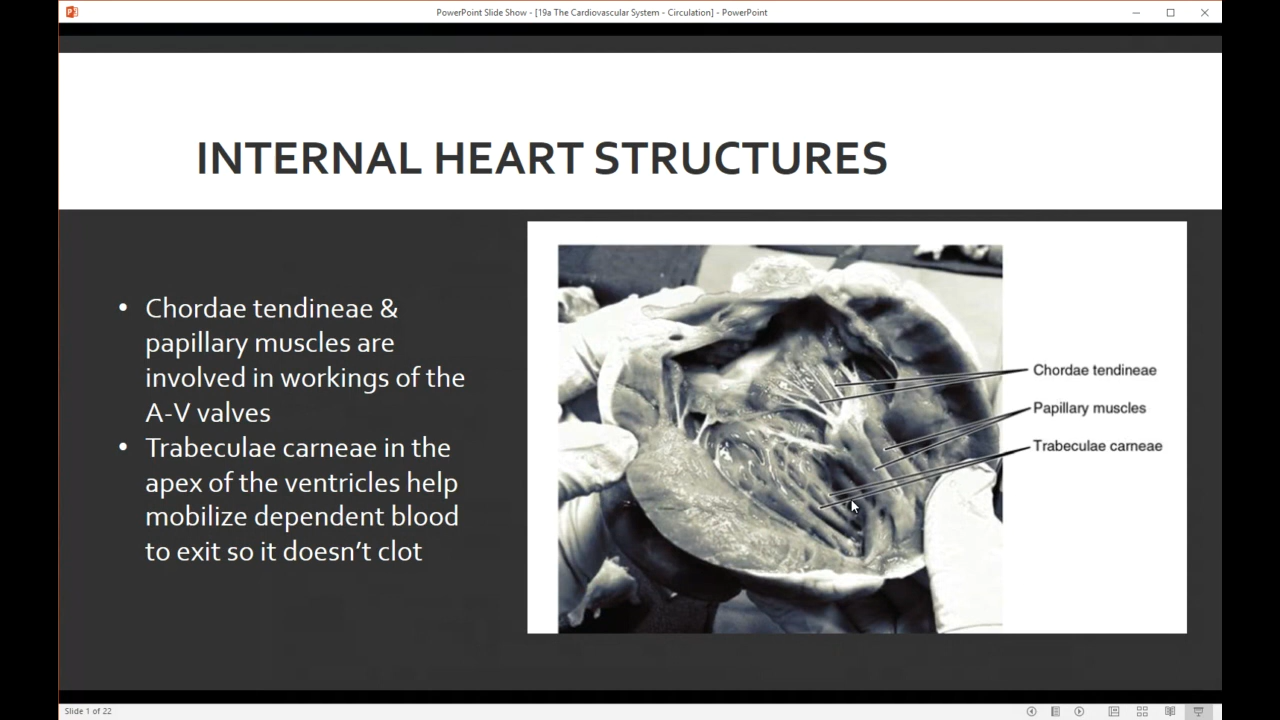 PowerPoint Slide Show - [19a The Cardiovascular System - Circulation] - PowerPoint
INTERNAL HEART STRUCTURES
• Chordae tendineae &
papillary muscles are
involved in workings of the
A-V valves
• Trabeculae carneae in the
apex of the ventricles help
mobilize dependent blood
to exit so it doesn’t clot
Chordae tendineae
Papillary muscles
Trabeculae carneae
Slide 1 of 22